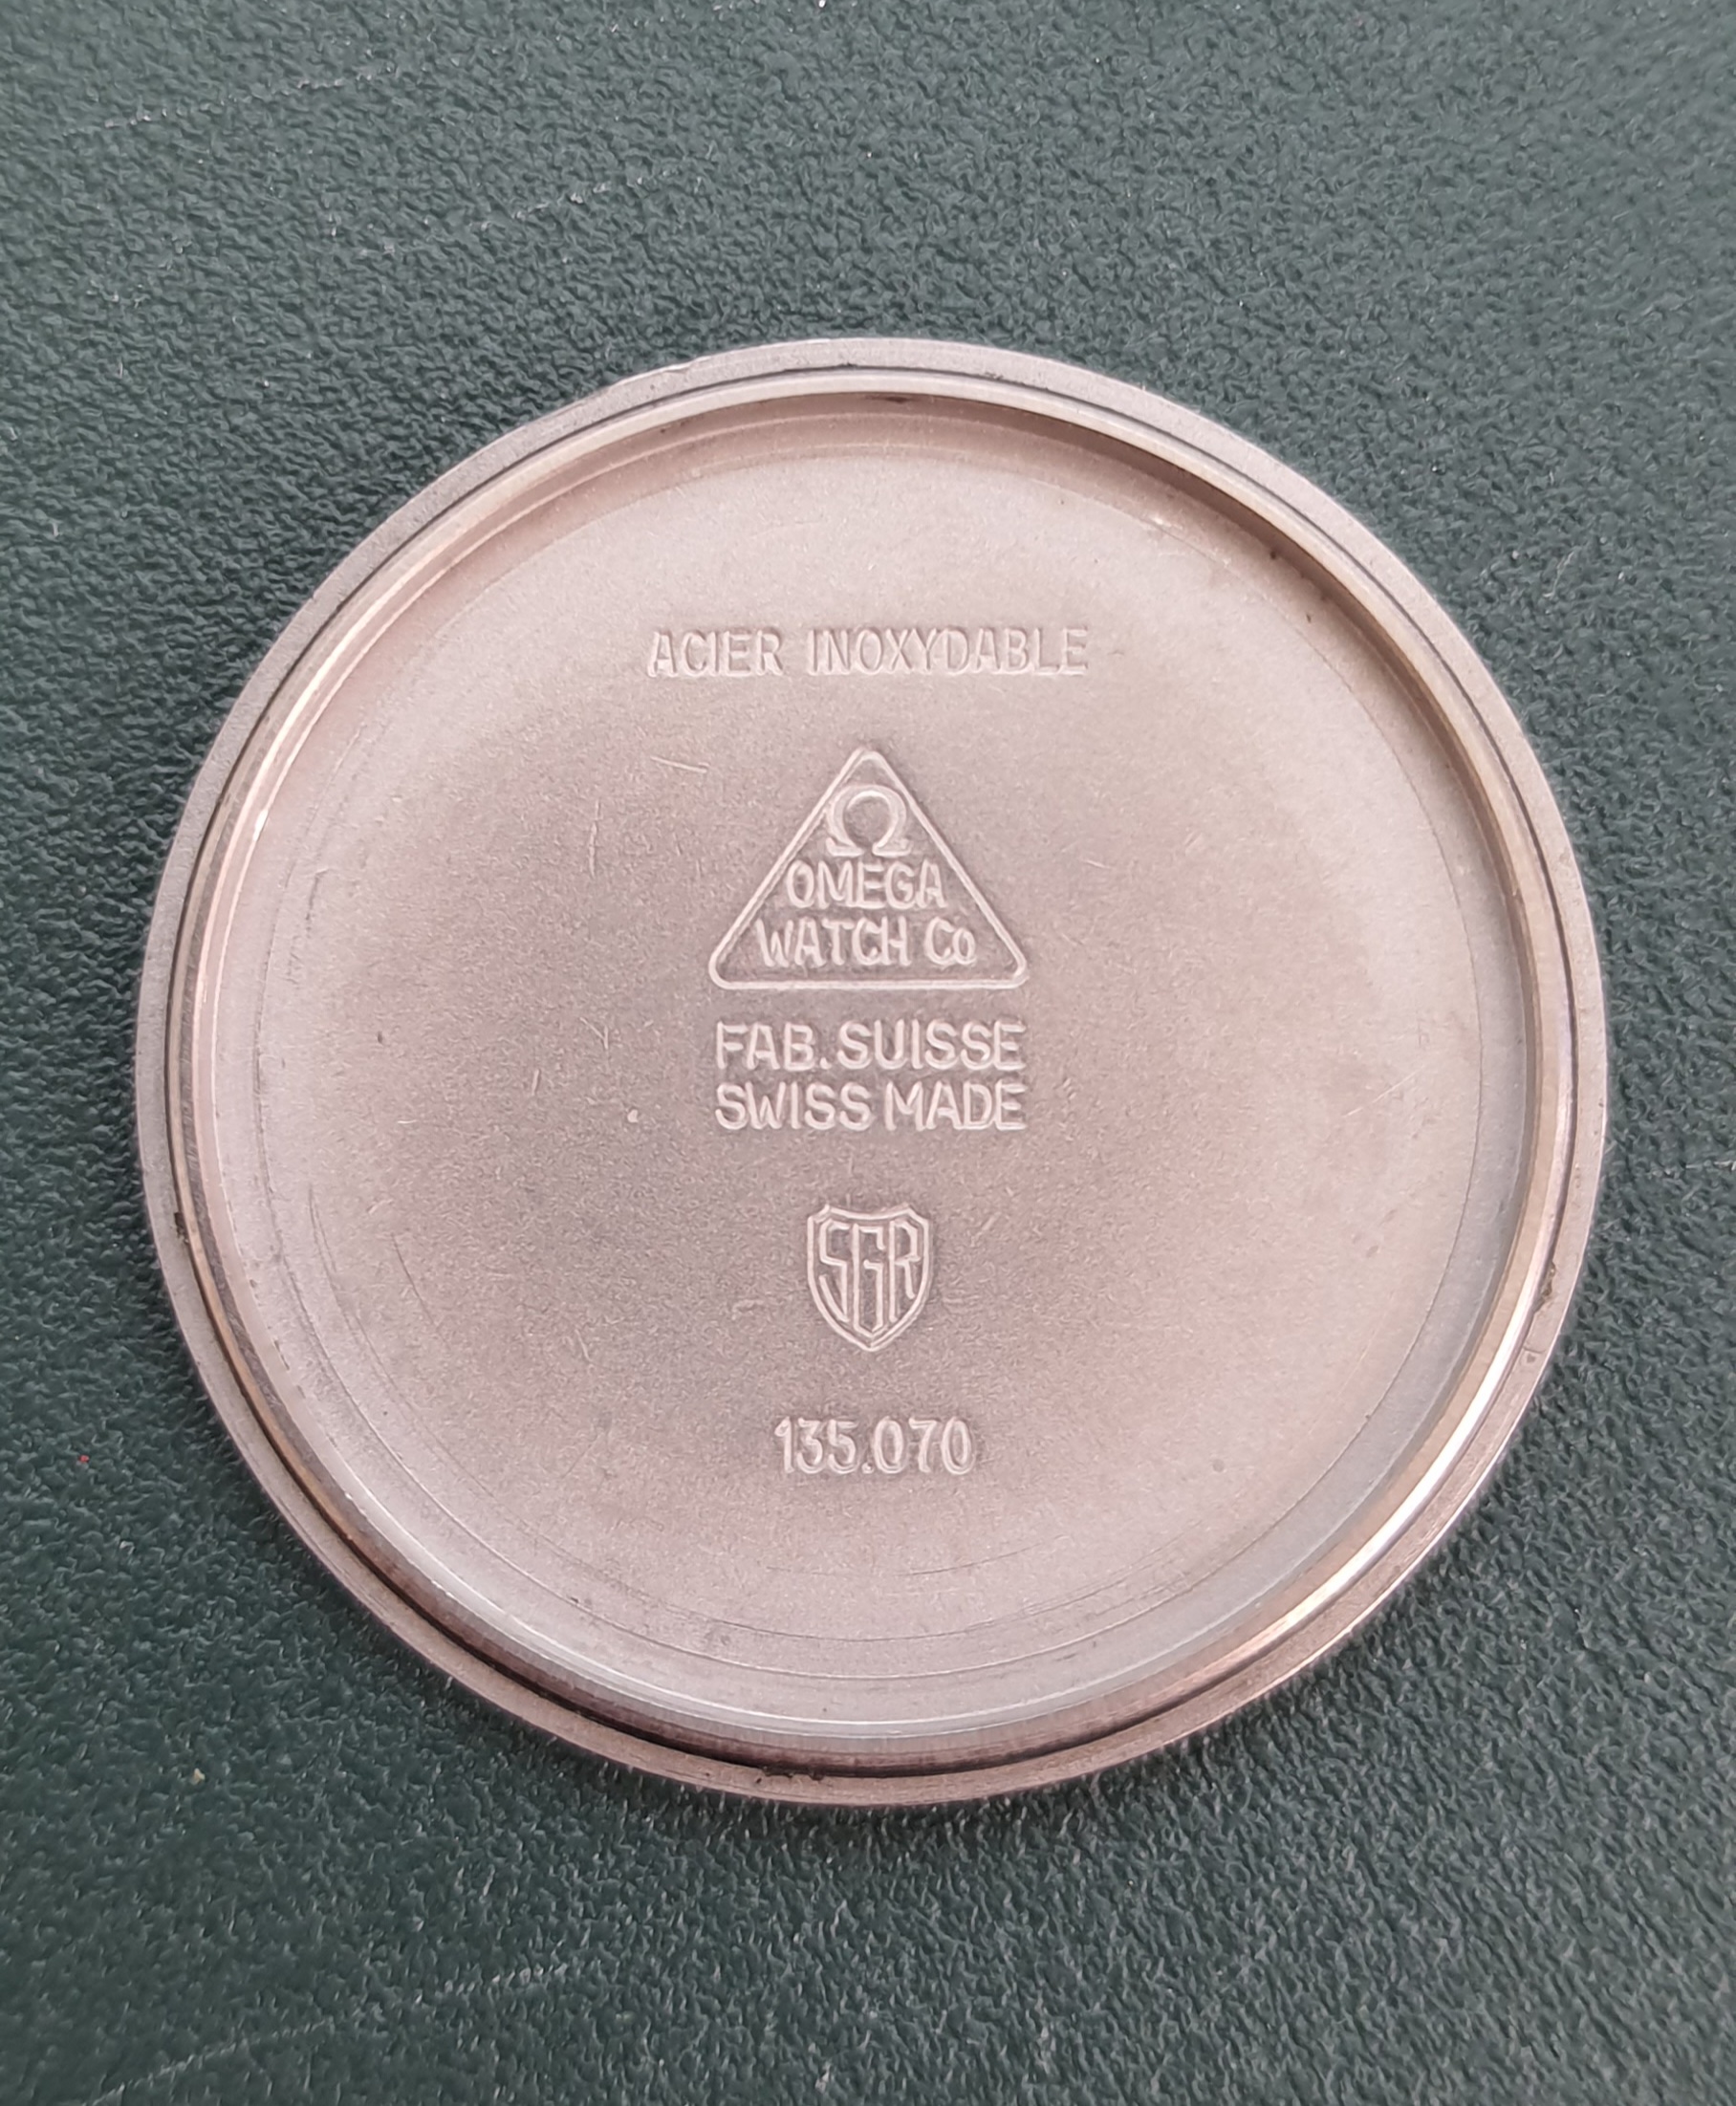 ACIER INOXYDABLE
Ω
OMEGA
WATCH Co
FAB. SUISSE
SWISS MADE
SGR
135.070